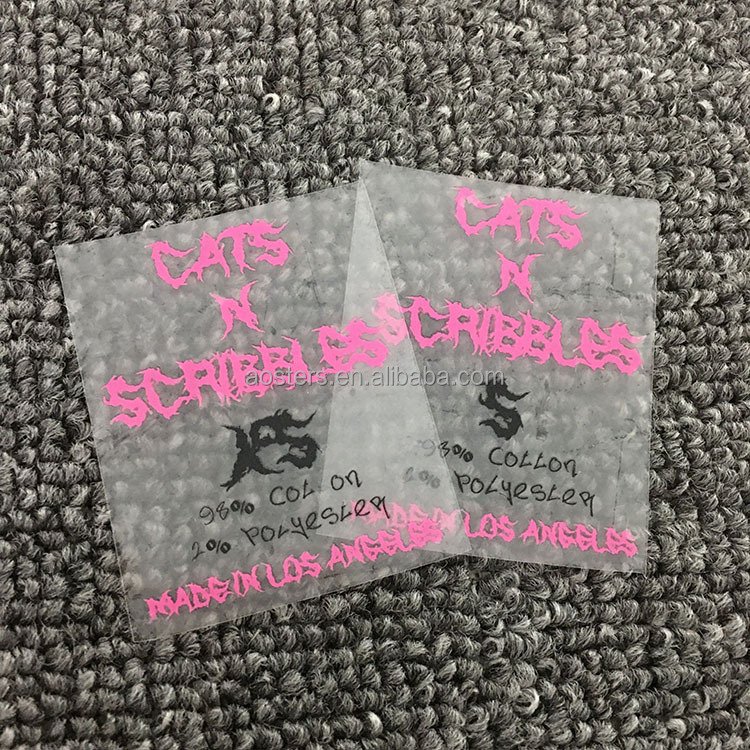 CATS
N
SCRIBBLES
XS
98% COTTON
2% POLYESTER
MADE IN LOS ANGELES
CATS
N
SCRIBBLES
S
98% COTTON
2% POLYESTER
MADE IN LOS ANGELES
aosters.en.alibaba.com